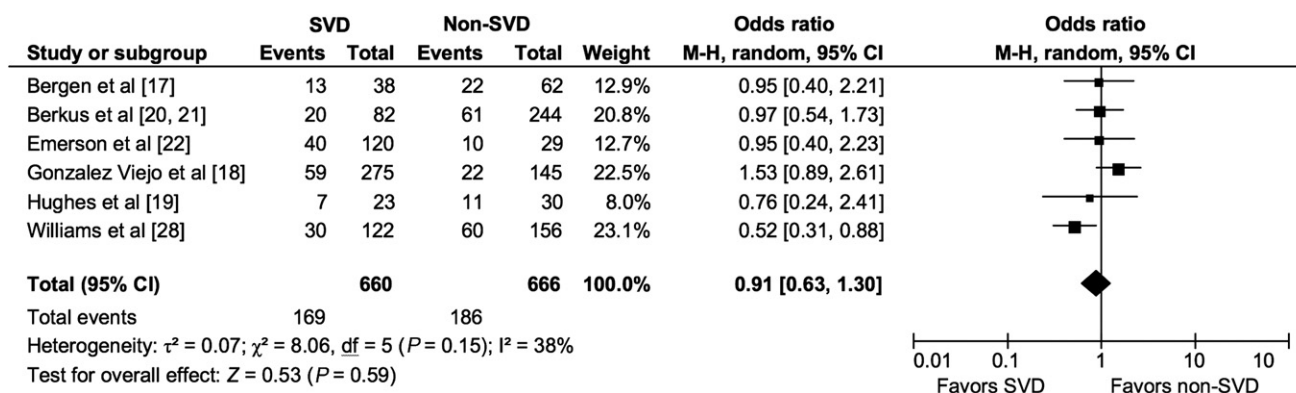 SVD Non-SVD Odds ratio Odds ratio
Study or subgroup Events Total Events Total Weight M-H, random, 95% CI M-H, random, 95% CI
Bergen et al [17] 13 38 22 62 12.9% 0.95 [0.40, 2.21]
Berkus et al [20, 21] 20 82 61 244 20.8% 0.97 [0.54, 1.73]
Emerson et al [22] 40 120 10 29 12.7% 0.95 [0.40, 2.23]
Gonzalez Viejo et al [18] 59 275 22 145 22.5% 1.53 [0.89, 2.61]
Hughes et al [19] 7 23 11 30 8.0% 0.76 [0.24, 2.41]
Williams et al [28] 30 122 60 156 23.1% 0.52 [0.31, 0.88]
Total (95% CI) 660 666 100.0% 0.91 [0.63, 1.30]
Total events 169 186
Heterogeneity: τ² = 0.07; χ² = 8.06, df = 5 (P = 0.15); I² = 38%
Test for overall effect: Z = 0.53 (P = 0.59)
0.01 0.1 1 10 100
Favors SVD Favors non-SVD